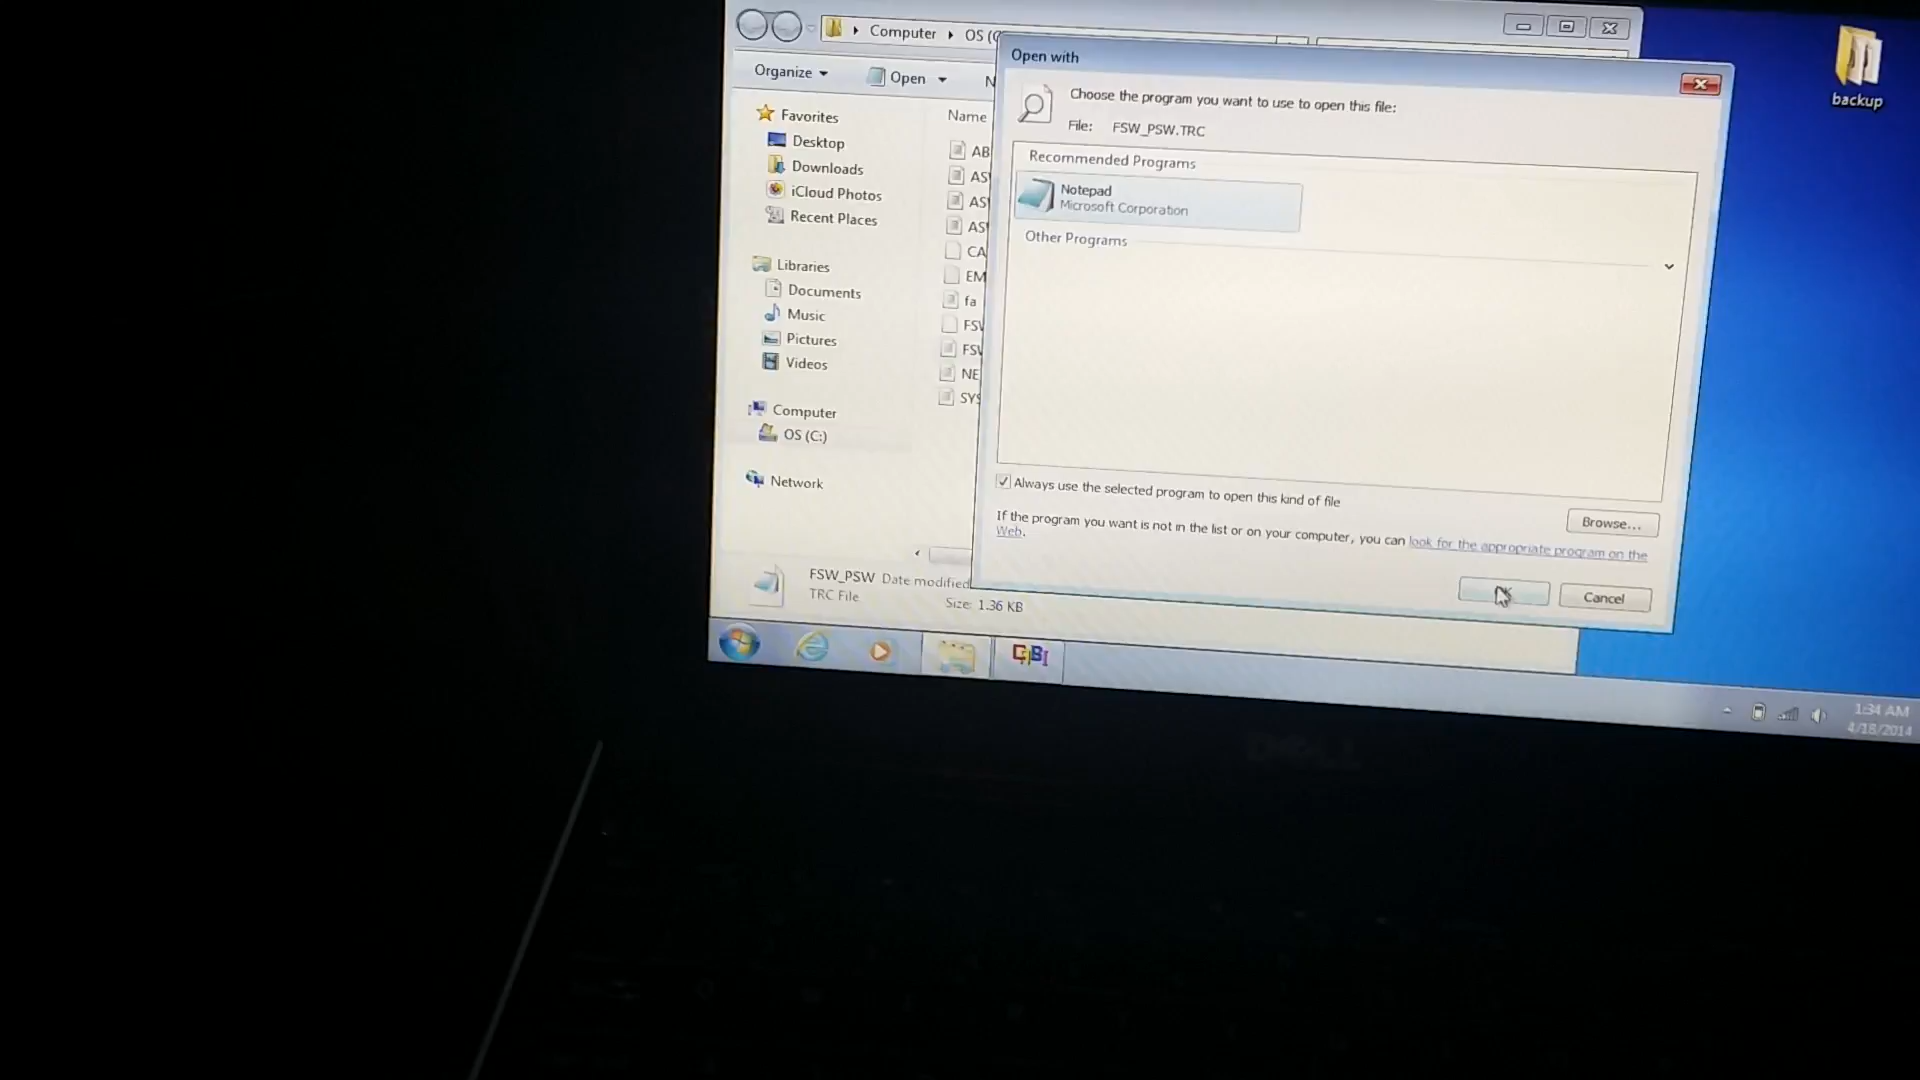 Computer
OS (C
Organize
Open
Favorites
Desktop
Downloads
iCloud Photos
Recent Places
Libraries
Documents
Music
Pictures
Videos
Computer
OS (C:)
Network
Name
AB
AS
AS
AS
CA
EM
fa
FSW
FSW
NE
SYS
FSW_PSW Date modified
TRC File
Size: 1.36 KB
Open with
Choose the program you want to use to open this file:
File: FSW_PSW.TRC
Recommended Programs
Notepad
Microsoft Corporation
Other Programs
Always use the selected program to open this kind of file
Browse...
If the program you want is not in the list or on your computer, you can look for the appropriate program on the
Web.
Cancel
backup
1:34 AM
4/18/2014
DELL